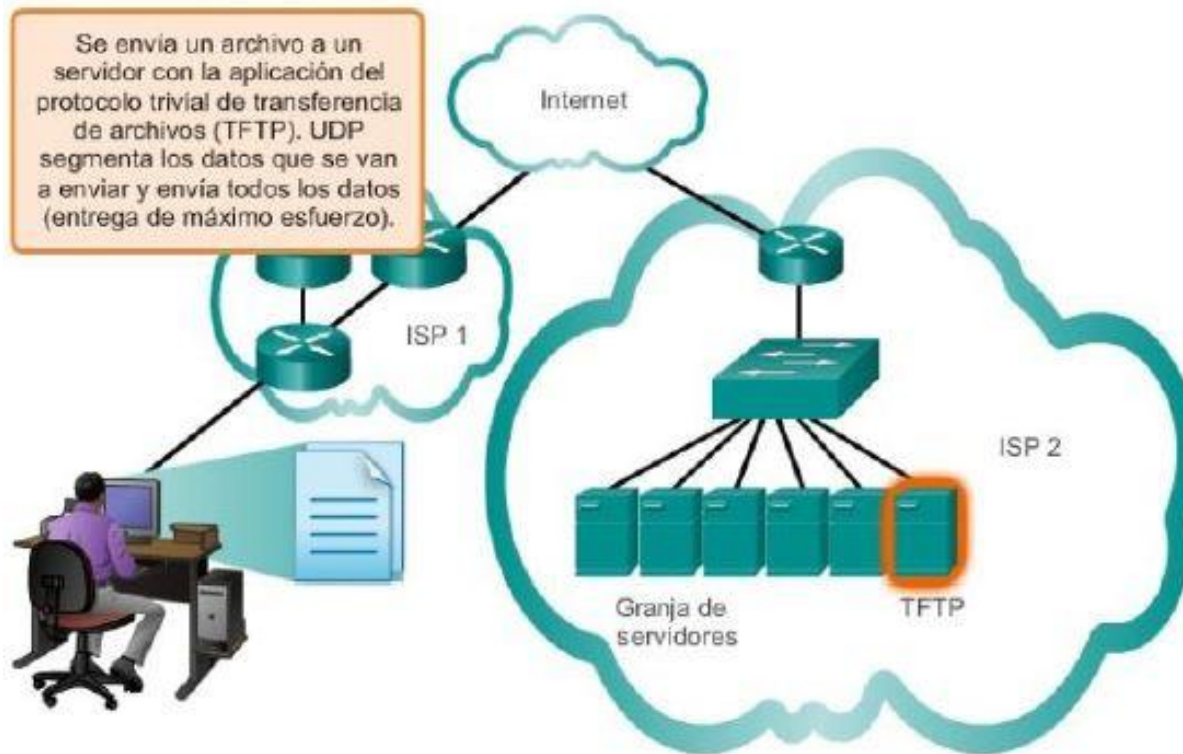 Se envía un archivo a un
servidor con la aplicación del
protocolo trivial de transferencia
de archivos (TFTP). UDP
segmenta los datos que se van
a enviar y envía todos los datos
(entrega de máximo esfuerzo).
Internet
ISP 1
ISP 2
Granja de
servidores
TFTP